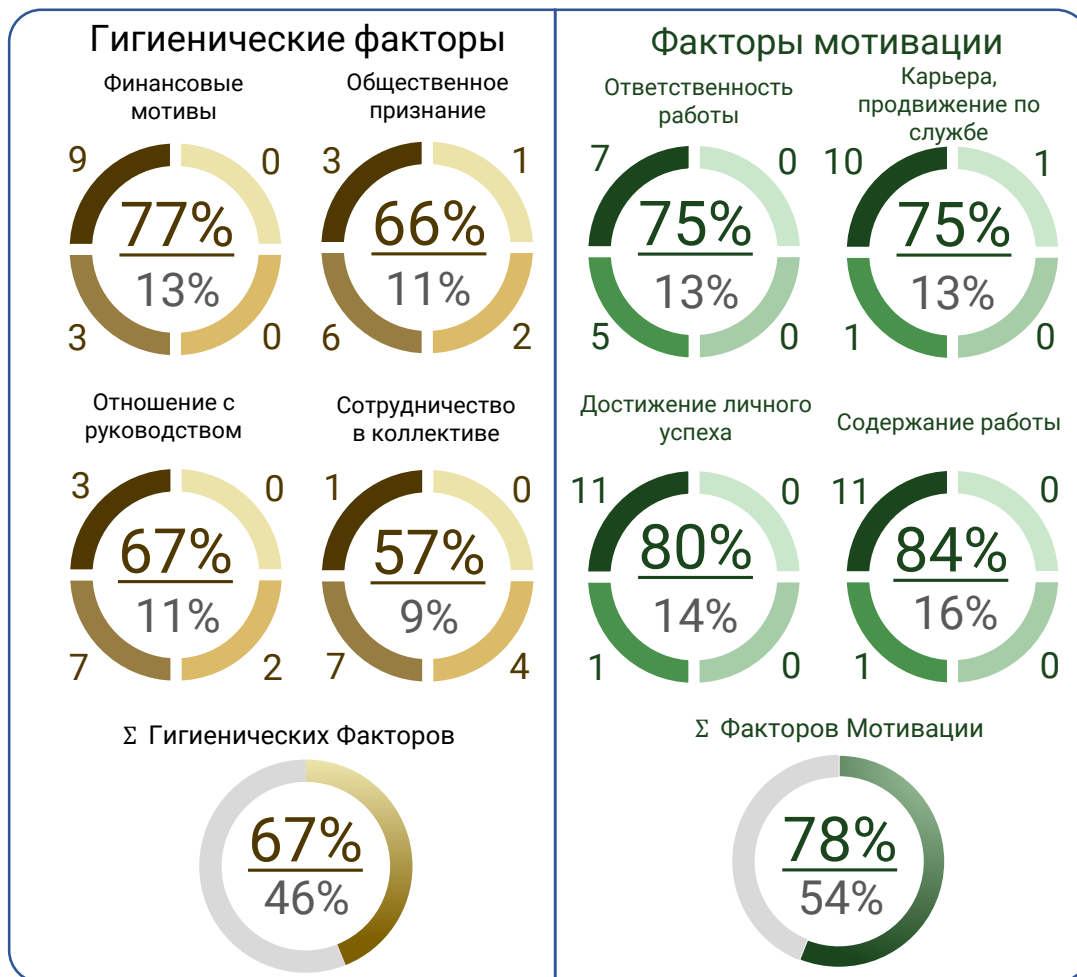 Гигиенические факторы
Финансовые
мотивы
9
0
77%
13%
3
0
Общественное
признание
3
1
66%
11%
6
2
Отношение с
руководством
3
0
67%
11%
7
2
Сотрудничество
в коллективе
1
0
57%
9%
7
4
Σ Гигиенических Факторов
67%
46%
Факторы мотивации
Ответственность
работы
7
0
75%
13%
5
0
Карьера,
продвижение по
службе
10
1
75%
13%
1
0
Достижение личного
успеха
11
0
80%
14%
1
0
Содержание работы
11
0
84%
16%
1
0
Σ Факторов Мотивации
78%
54%